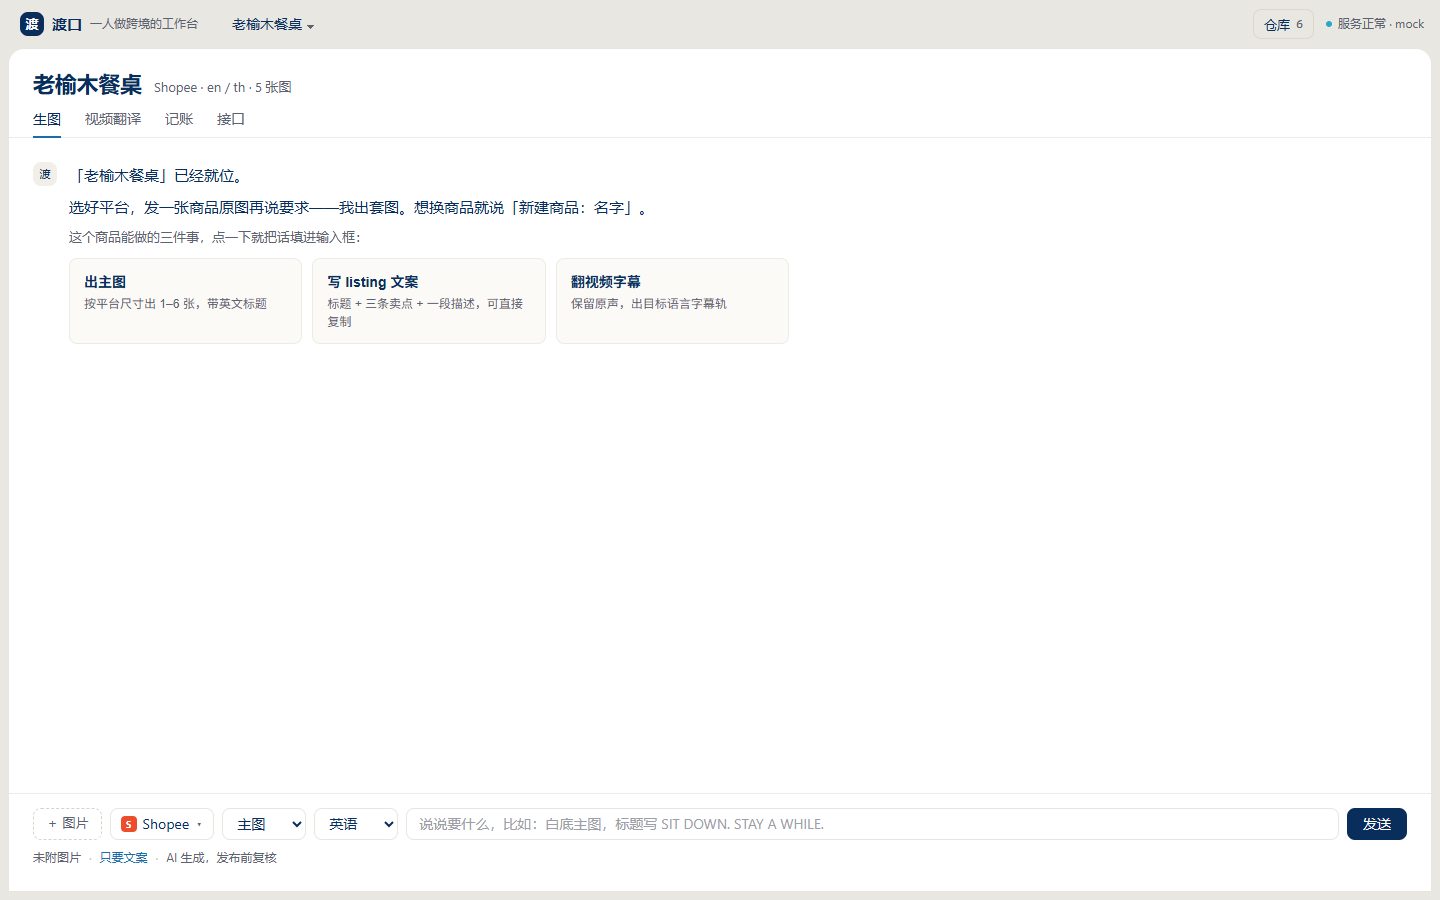 渡 渡口 一人做跨境的工作台 老榆木餐桌 仓库 6 服务正常 · mock
老榆木餐桌 Shopee · en / th · 5 张图
生图 视频翻译 记账 接口
渡 「老榆木餐桌」已经就位。
选好平台，发一张商品原图再说要求——我出套图。想换商品就说「新建商品：名字」。
这个商品能做的三件事，点一下就把话填进输入框：
出主图
按平台尺寸出 1–6 张，带英文标题
写 listing 文案
标题 + 三条卖点 + 一段描述，可直接
复制
翻视频字幕
保留原声，出目标语言字幕轨
+ 图片 S Shopee 主图 英语 说说要什么，比如：白底主图，标题写 SIT DOWN. STAY A WHILE. 发送
未附图片 · 只要文案 · AI 生成，发布前复核